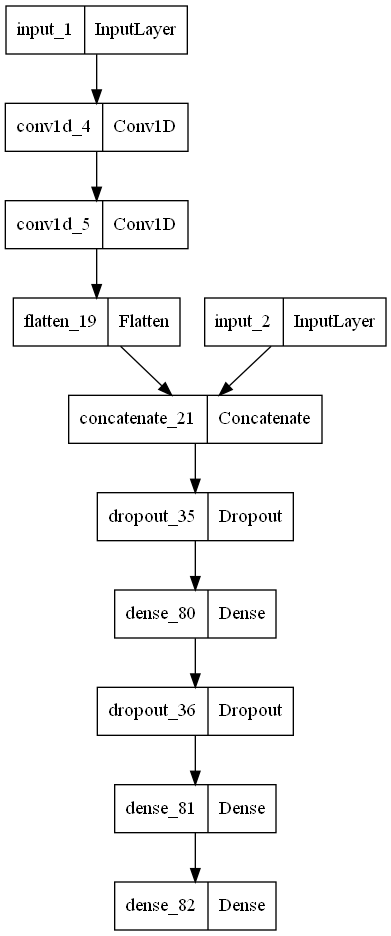 input_1 InputLayer
conv1d_4 Conv1D
conv1d_5 Conv1D
flatten_19 Flatten input_2 InputLayer
concatenate_21 Concatenate
dropout_35 Dropout
dense_80 Dense
dropout_36 Dropout
dense_81 Dense
dense_82 Dense